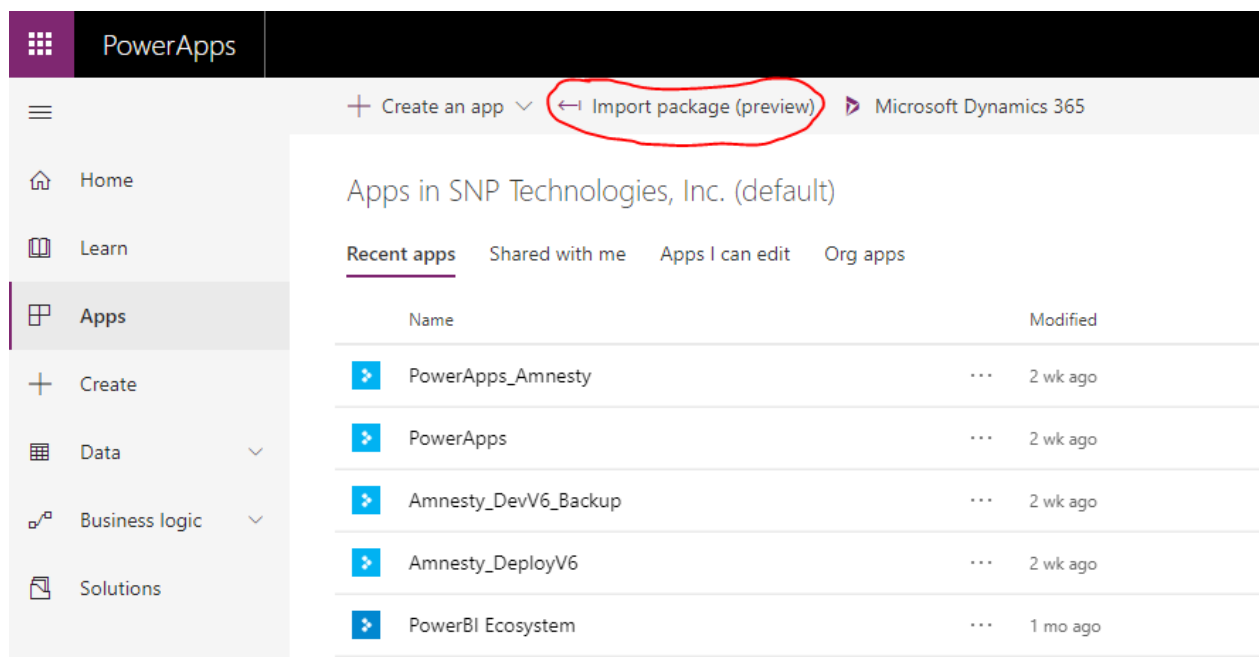 PowerApps
Create an app Import package (preview) Microsoft Dynamics 365
Home
Learn
Apps
Create
Data
Business logic
Solutions
Apps in SNP Technologies, Inc. (default)
Recent apps Shared with me Apps I can edit Org apps
Name Modified
PowerApps_Amnesty ... 2 wk ago
PowerApps ... 2 wk ago
Amnesty_DevV6_Backup ... 2 wk ago
Amnesty_DeployV6 ... 2 wk ago
PowerBI Ecosystem ... 1 mo ago